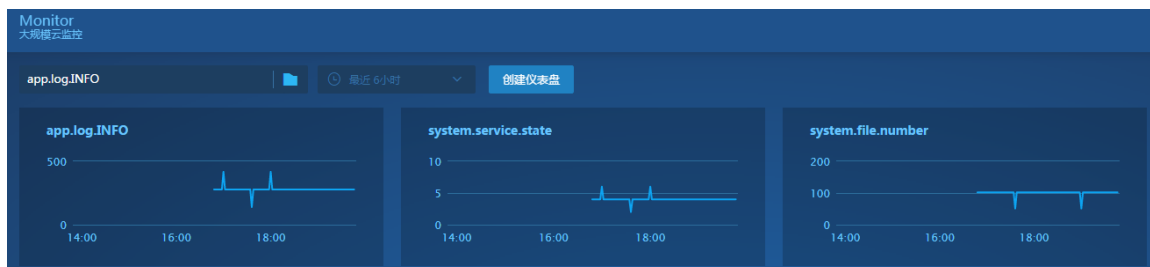 Monitor
大规模云监控
app.log.INFO
最近 6小时
创建仪表盘
app.log.INFO
500
0
14:00 16:00 18:00
system.service.state
10
5
0
14:00 16:00 18:00
system.file.number
200
100
0
14:00 16:00 18:00